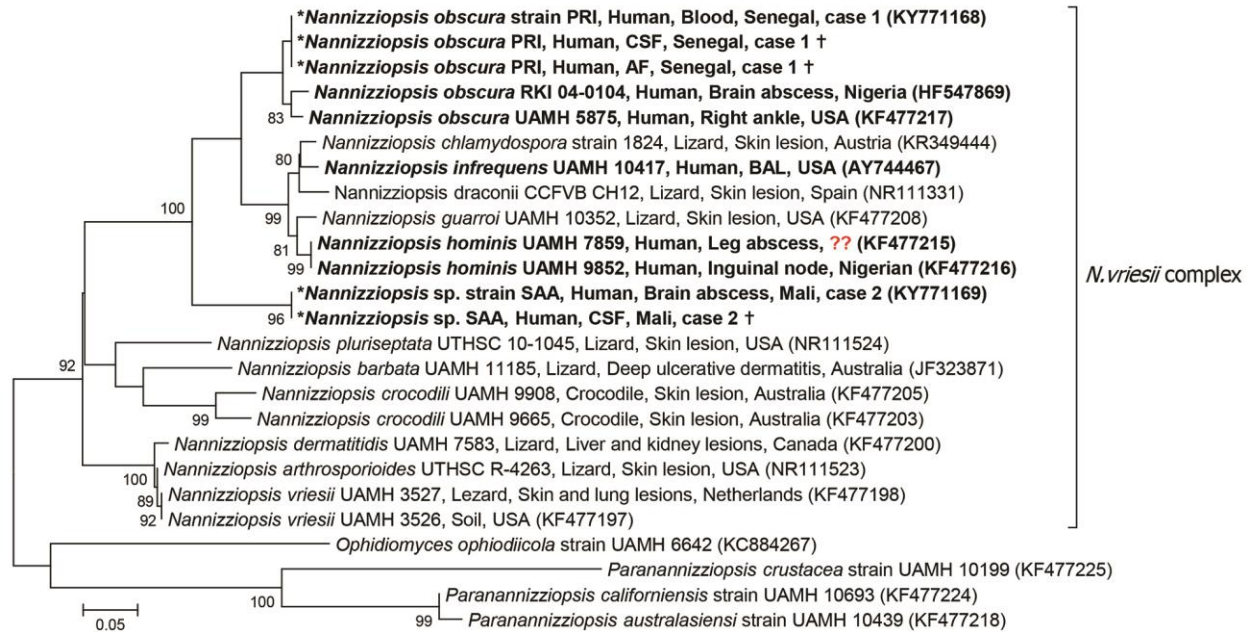 *Nannizziopsis obscura strain PRI, Human, Blood, Senegal, case 1 (KY771168)
*Nannizziopsis obscura PRI, Human, CSF, Senegal, case 1 †
*Nannizziopsis obscura PRI, Human, AF, Senegal, case 1 †
Nannizziopsis obscura RKI 04-0104, Human, Brain abscess, Nigeria (HF547869)
83
Nannizziopsis obscura UAMH 5875, Human, Right ankle, USA (KF477217)
Nannizziopsis chlamydospora strain 1824, Lizard, Skin lesion, Austria (KR349444)
80
Nannizziopsis infrequens UAMH 10417, Human, BAL, USA (AY744467)
Nannizziopsis draconii CCFVB CH12, Lizard, Skin lesion, Spain (NR111331)
100
99
Nannizziopsis guarroi UAMH 10352, Lizard, Skin lesion, USA (KF477208)
81
Nannizziopsis hominis UAMH 7859, Human, Leg abscess, ?? (KF477215)
99
Nannizziopsis hominis UAMH 9852, Human, Inguinal node, Nigerian (KF477216)
N.vriesii complex
*Nannizziopsis sp. strain SAA, Human, Brain abscess, Mali, case 2 (KY771169)
96
*Nannizziopsis sp. SAA, Human, CSF, Mali, case 2 †
Nannizziopsis pluriseptata UTHSC 10-1045, Lizard, Skin lesion, USA (NR111524)
92
Nannizziopsis barbata UAMH 11185, Lizard, Deep ulcerative dermatitis, Australia (JF323871)
Nannizziopsis crocodili UAMH 9908, Crocodile, Skin lesion, Australia (KF477205)
99
Nannizziopsis crocodili UAMH 9665, Crocodile, Skin lesion, Australia (KF477203)
Nannizziopsis dermatitidis UAMH 7583, Lizard, Liver and kidney lesions, Canada (KF477200)
Nannizziopsis arthrosporioides UTHSC R-4263, Lizard, Skin lesion, USA (NR111523)
100
89
Nannizziopsis vriesii UAMH 3527, Lezard, Skin and lung lesions, Netherlands (KF477198)
92
Nannizziopsis vriesii UAMH 3526, Soil, USA (KF477197)
Ophidiomyces ophiodiicola strain UAMH 6642 (KC884267)
Paranannizziopsis crustacea strain UAMH 10199 (KF477225)
100
Paranannizziopsis californiensis strain UAMH 10693 (KF477224)
99
Paranannizziopsis australasiensi strain UAMH 10439 (KF477218)
0.05